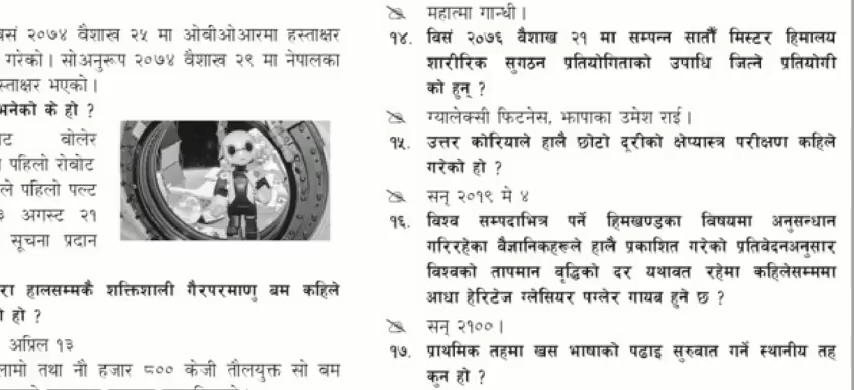 बिसं २०७४ वैशाख २५ मा ओबीओआरमा हस्ताक्षर
गरेको । सोअनुरूप २०७४ वैशाख २९ मा नेपालका
स्ताक्षर भएको ।
भनेको के हो ?
ट बोलेर
पहिलो रोबोट
ले पहिलो पल्ट
३ अगस्ट २१
सूचना प्रदान
रा हालसम्मकै शक्तिशाली गैरपरमाणु बम कहिले
हो ?
अप्रिल १३
लामो तथा नौ हजार ८०० केजी तौलयुक्त सो बम
महात्मा गान्धी ।
१४. विसं २०७६ वैशाख २१ मा सम्पन्न सातौँ मिस्टर हिमालय
शारीरिक सुगठन प्रतियोगिताको उपाधि जित्ने प्रतियोगी
को हुन् ?
ग्यालेक्सी फिटनेस, झापाका उमेश राई ।
१५. उत्तर कोरियाले हालै छोटो दूरीको क्षेप्यास्त्र परीक्षण कहिले
गरेको हो ?
सन् २०१९ मे ४
१६. विश्व सम्पदाभित्र पर्ने हिमखण्डका विषयमा अनुसन्धान
गरिरहेका वैज्ञानिकहरूले हालै प्रकाशित गरेको प्रतिवेदनअनुसार
विश्वको तापमान वृद्धिको दर यथावत रहेमा कहिलेसम्ममा
आधा हेरिटेज ग्लेसियर पग्लेर गायब हुने छ ?
सन् २१०० ।
१७. प्राथमिक तहमा खस भाषाको पढाइ सुरुवात गर्ने स्थानीय तह
कुन हो ?